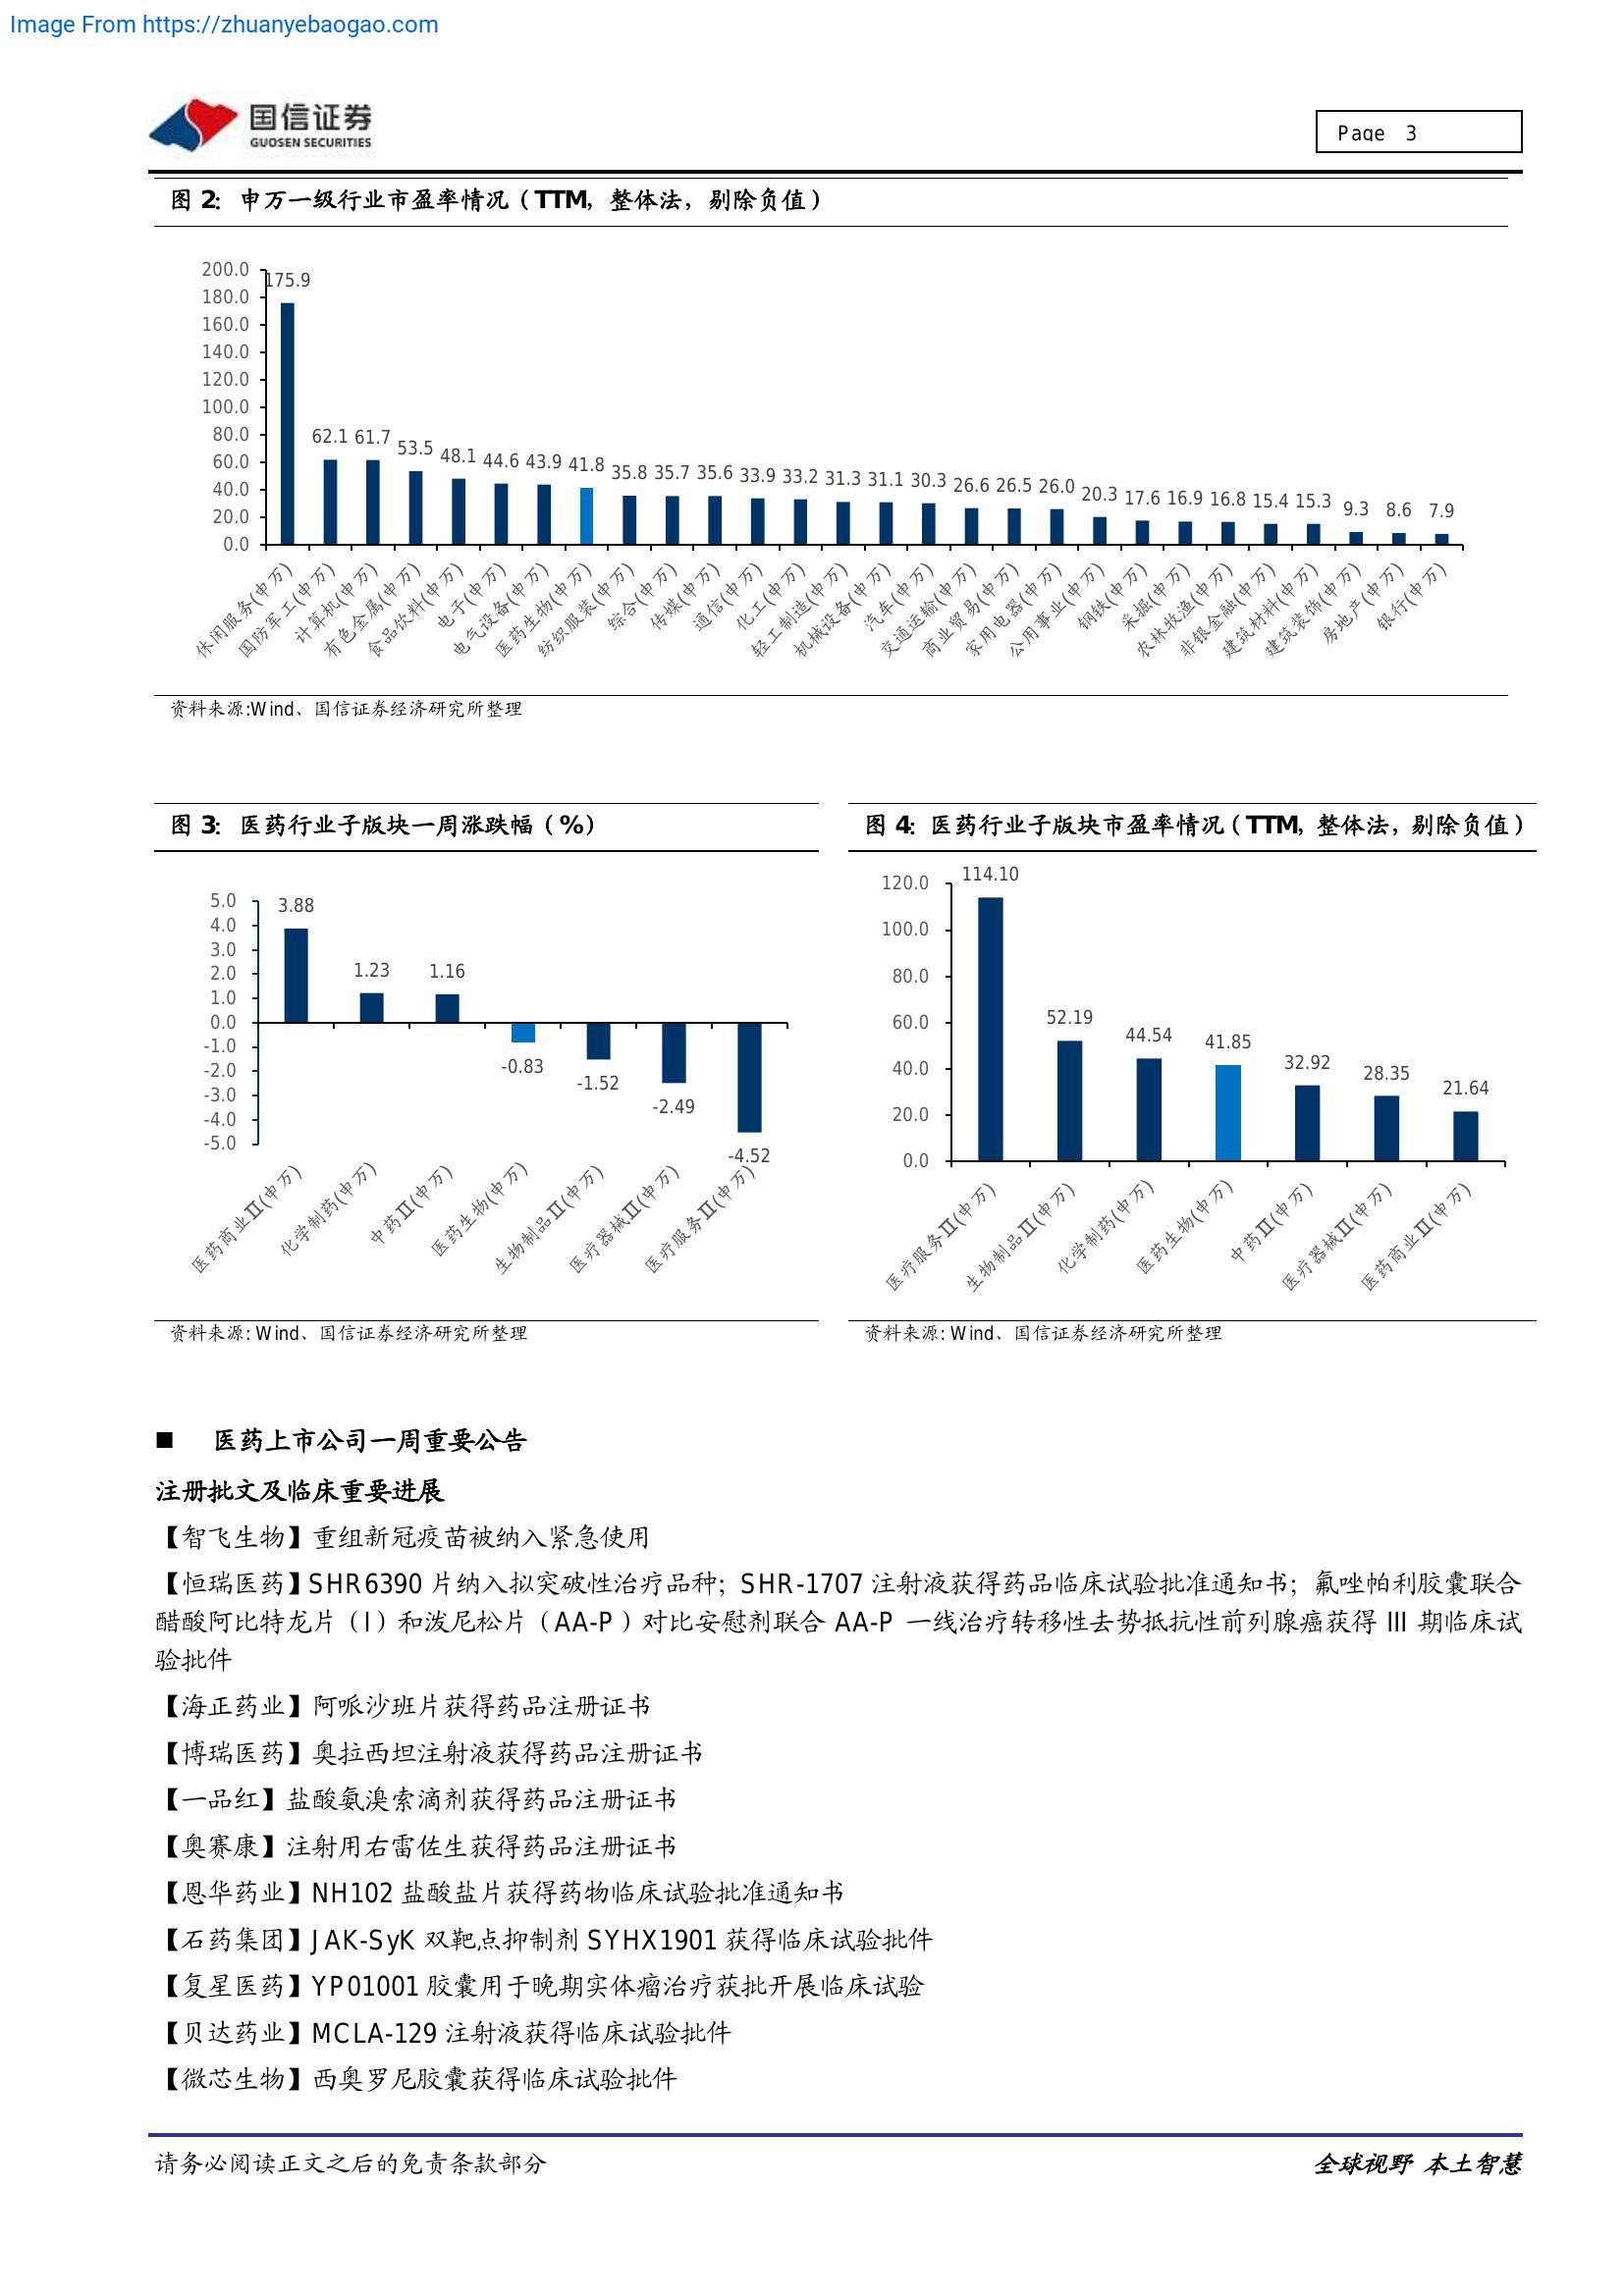 Image From https://zhuanyebaogao.com
国信证券
GUOSEN SECURITIES
Page 3
图 2：申万一级行业市盈率情况（TTM，整体法，剔除负值）
200.0
180.0
160.0
140.0
120.0
100.0
80.0
60.0
40.0
20.0
0.0
175.9 62.1 61.7 53.5 48.1 44.6 43.9 41.8 35.8 35.7 35.6 33.9 33.2 31.3 31.1 30.3 26.6 26.5 26.0 20.3 17.6 16.9 16.8 15.4 15.3 9.3 8.6 7.9
休闲服务(申万) 国防军工(申万) 计算机(申万) 有色金属(申万) 食品饮料(申万) 电子(申万) 电气设备(申万) 医药生物(申万) 纺织服装(申万) 综合(申万) 传媒(申万) 通信(申万) 化工(申万) 轻工制造(申万) 机械设备(申万) 汽车(申万) 交通运输(申万) 商业贸易(申万) 家用电器(申万) 公用事业(申万) 钢铁(申万) 采掘(申万) 农林牧渔(申万) 非银金融(申万) 建筑材料(申万) 建筑装饰(申万) 房地产(申万) 银行(申万)
资料来源:Wind、国信证券经济研究所整理
图 3：医药行业子版块一周涨跌幅（%）
5.0
4.0
3.0
2.0
1.0
0.0
-1.0
-2.0
-3.0
-4.0
-5.0
3.88 1.23 1.16 -0.83 -1.52 -2.49 -4.52
医药商业Ⅱ(申万) 化学制药(申万) 中药Ⅱ(申万) 医药生物(申万) 生物制品Ⅱ(申万) 医疗器械Ⅱ(申万) 医疗服务Ⅱ(申万)
资料来源: Wind、国信证券经济研究所整理
图 4：医药行业子版块市盈率情况（TTM，整体法，剔除负值）
120.0
100.0
80.0
60.0
40.0
20.0
0.0
114.10 52.19 44.54 41.85 32.92 28.35 21.64
医疗服务Ⅱ(申万) 生物制品Ⅱ(申万) 化学制药(申万) 医药生物(申万) 中药Ⅱ(申万) 医疗器械Ⅱ(申万) 医药商业Ⅱ(申万)
资料来源: Wind、国信证券经济研究所整理
■ 医药上市公司一周重要公告
注册批文及临床重要进展
【智飞生物】重组新冠疫苗被纳入紧急使用
【恒瑞医药】SHR6390 片纳入拟突破性治疗品种；SHR-1707 注射液获得药品临床试验批准通知书；氟唑帕利胶囊联合
醋酸阿比特龙片（I）和泼尼松片（AA-P）对比安慰剂联合 AA-P 一线治疗转移性去势抵抗性前列腺癌获得 III 期临床试
验批件
【海正药业】阿哌沙班片获得药品注册证书
【博瑞医药】奥拉西坦注射液获得药品注册证书
【一品红】盐酸氨溴索滴剂获得药品注册证书
【奥赛康】注射用右雷佐生获得药品注册证书
【恩华药业】NH102 盐酸盐片获得药物临床试验批准通知书
【石药集团】JAK-SyK 双靶点抑制剂 SYHX1901 获得临床试验批件
【复星医药】YP01001 胶囊用于晚期实体瘤治疗获批开展临床试验
【贝达药业】MCLA-129 注射液获得临床试验批件
【微芯生物】西奥罗尼胶囊获得临床试验批件
请务必阅读正文之后的免责条款部分
全球视野 本土智慧